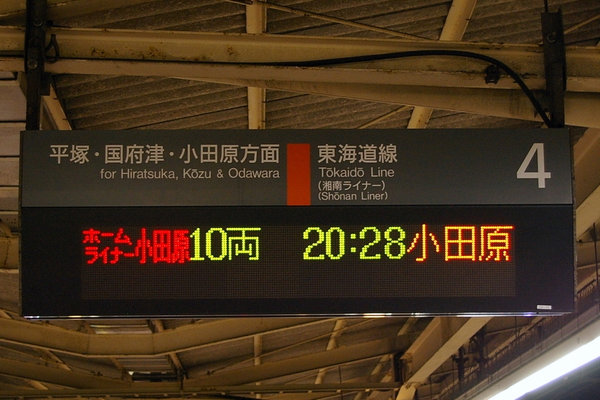 平塚・国府津・小田原方面
for Hiratsuka, Kōzu & Odawara
東海道線
Tōkaidō Line
(湘南ライナー)
(Shōnan Liner)
4
ホームライナー小田原 10両 20:28 小田原